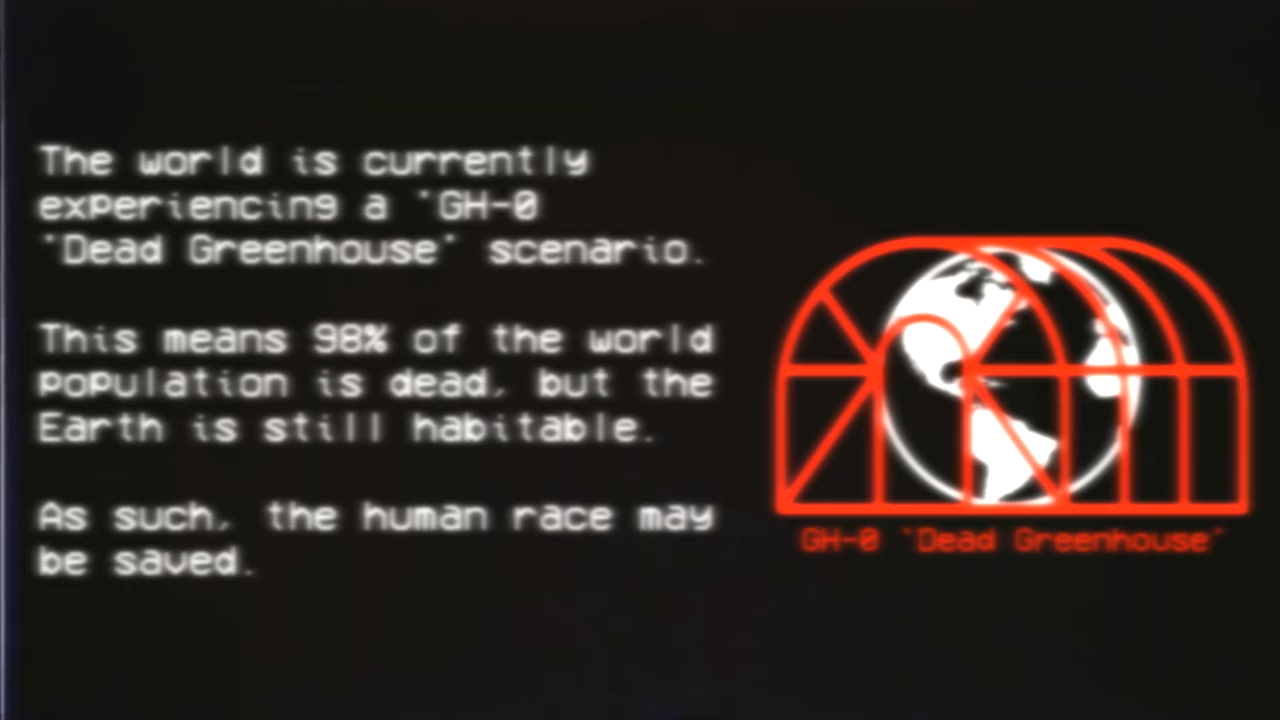 The world is currently
experiencing a "GH-0
"Dead Greenhouse" scenario.
This means 98% of the world
population is dead, but the
Earth is still habitable.
As such, the human race may
be saved.
GH-0 "Dead Greenhouse"